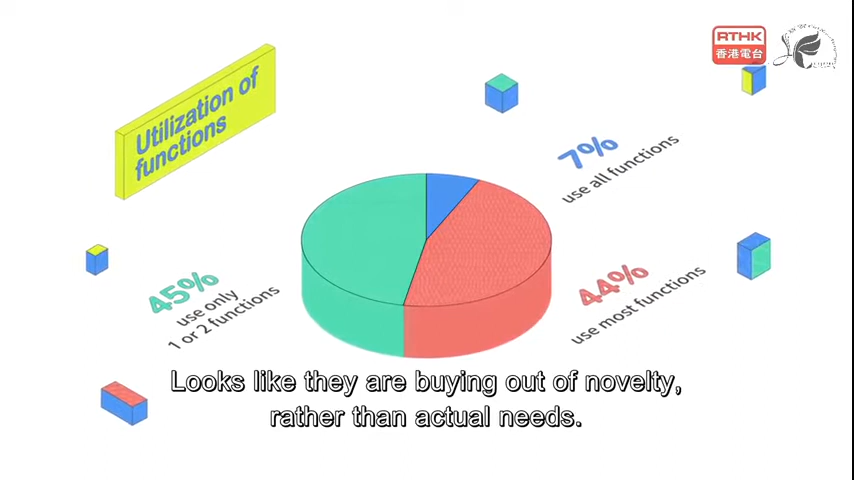 RTHK
香港電台
Utilization of
functions
7%
use all functions
45%
use only
1 or 2 functions
44%
use most functions
Looks like they are buying out of novelty,
rather than actual needs.